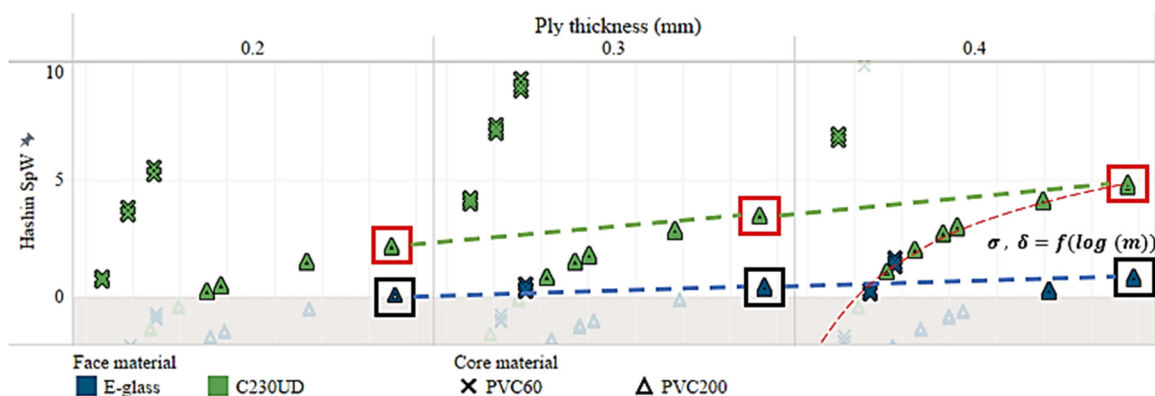 Ply thickness (mm)
0.2 0.3 0.4
10
5
0
Hashin SpW
σ, δ = f(log (m))
Face material Core material
E-glass C230UD PVC60 PVC200